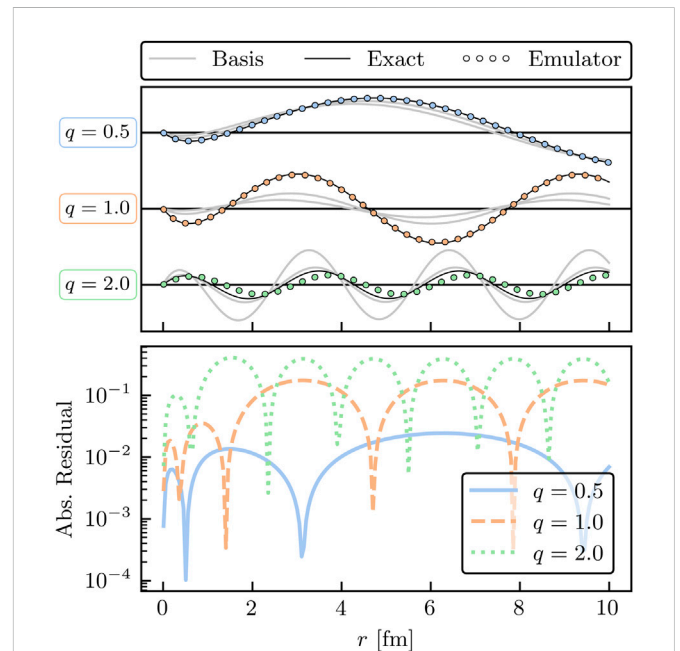 Basis Exact Emulator
q = 0.5
q = 1.0
q = 2.0
10⁻¹
10⁻²
10⁻³
10⁻⁴
Abs. Residual
q = 0.5
q = 1.0
q = 2.0
0 2 4 6 8 10
r [fm]